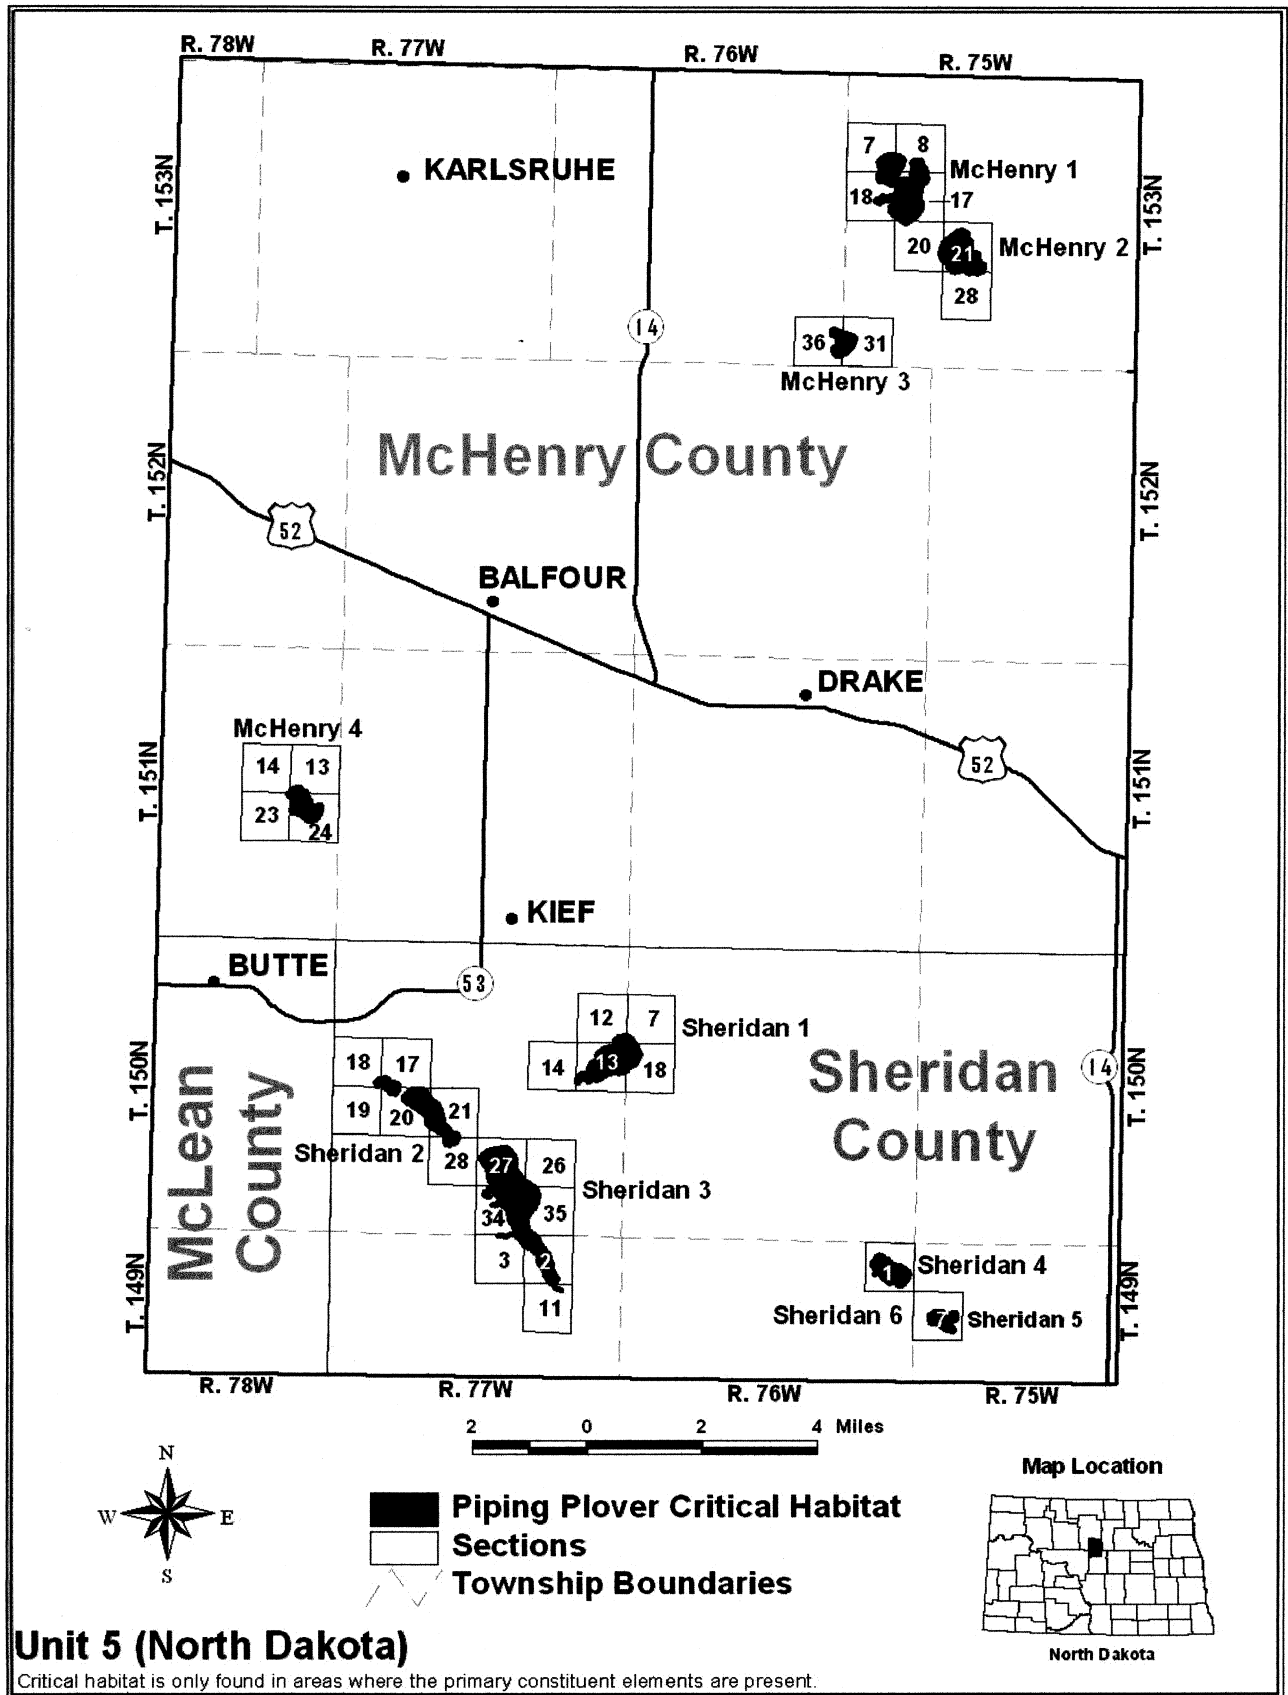 R. 78W
R. 77W
R. 76W
R. 75W
T. 153N
T. 153N
KARLSRUHE
7
8
McHenry 1
18
17
20
21
McHenry 2
28
14
36
31
McHenry 3
McHenry County
T. 152N
T. 152N
52
BALFOUR
DRAKE
52
McHenry 4
14
13
23
24
T. 151N
T. 151N
KIEF
BUTTE
53
12
7
Sheridan 1
14
13
18
Sheridan
County
14
T. 150N
T. 150N
18
17
19
20
21
Sheridan 2
28
27
26
Sheridan 3
34
35
McLean
County
3
2
11
1
Sheridan 4
Sheridan 6
7
Sheridan 5
T. 149N
T. 149N
R. 78W
R. 77W
R. 76W
R. 75W
2
0
2
4
Miles
N
W
E
S
Map Location
North Dakota
Piping Plover Critical Habitat
Sections
Township Boundaries
Unit 5 (North Dakota)
Critical habitat is only found in areas where the primary constituent elements are present.